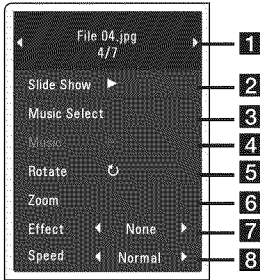 File 04.jpg 1
4/7
Slide Show 2
Music Select 3
Music 4
Rotate 5
Zoom 6
Effect None 7
Speed Normal 8